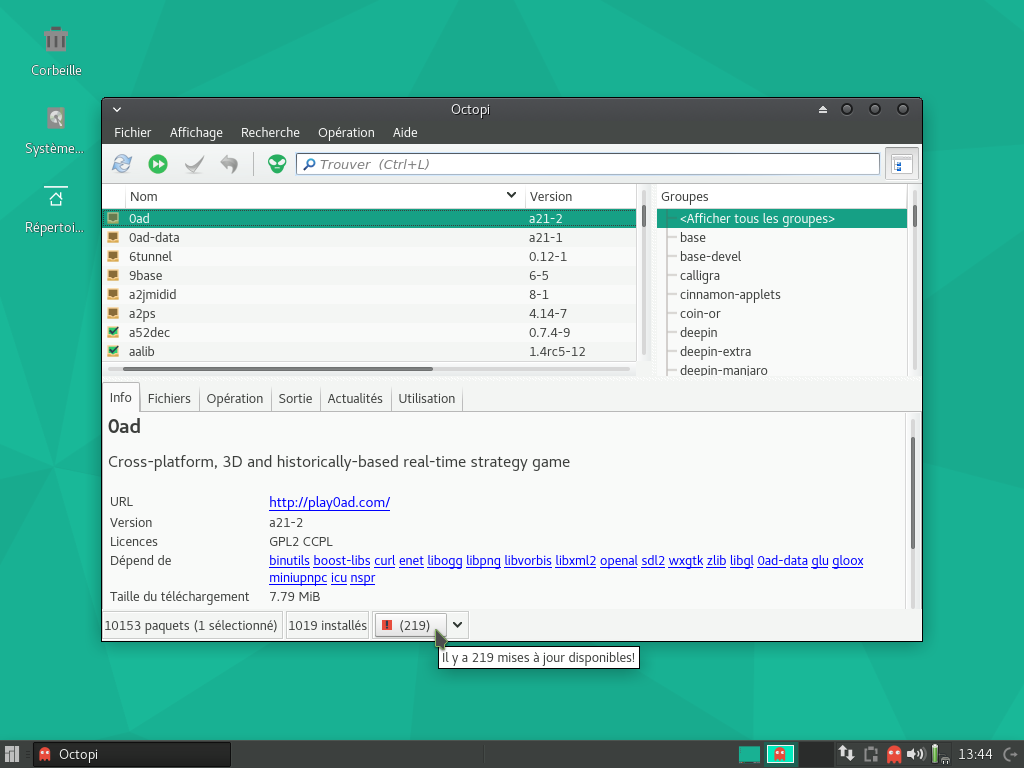 Corbeille
Système...
Répertoi...
Octopi
Fichier Affichage Recherche Opération Aide
Trouver (Ctrl+L)
Nom Version Groupes
0ad a21-2 <Afficher tous les groupes>
0ad-data a21-1 base
6tunnel 0.12-1 base-devel
9base 6-5 calligra
a2jmidid 8-1 cinnamon-applets
a2ps 4.14-7 coin-or
a52dec 0.7.4-9 deepin
aalib 1.4rc5-12 deepin-extra
deepin-manjaro
Info Fichiers Opération Sortie Actualités Utilisation
0ad
Cross-platform, 3D and historically-based real-time strategy game
URL http://play0ad.com/
Version a21-2
Licences GPL2 CCPL
Dépend de binutils boost-libs curl enet libogg libpng libvorbis libxml2 openal sdl2 wxgtk zlib libgl 0ad-data glu gloox
miniupnpc icu nspr
Taille du téléchargement 7.79 MiB
10153 paquets (1 sélectionné) 1019 installés (219)
Il y a 219 mises à jour disponibles!
Octopi 13:44